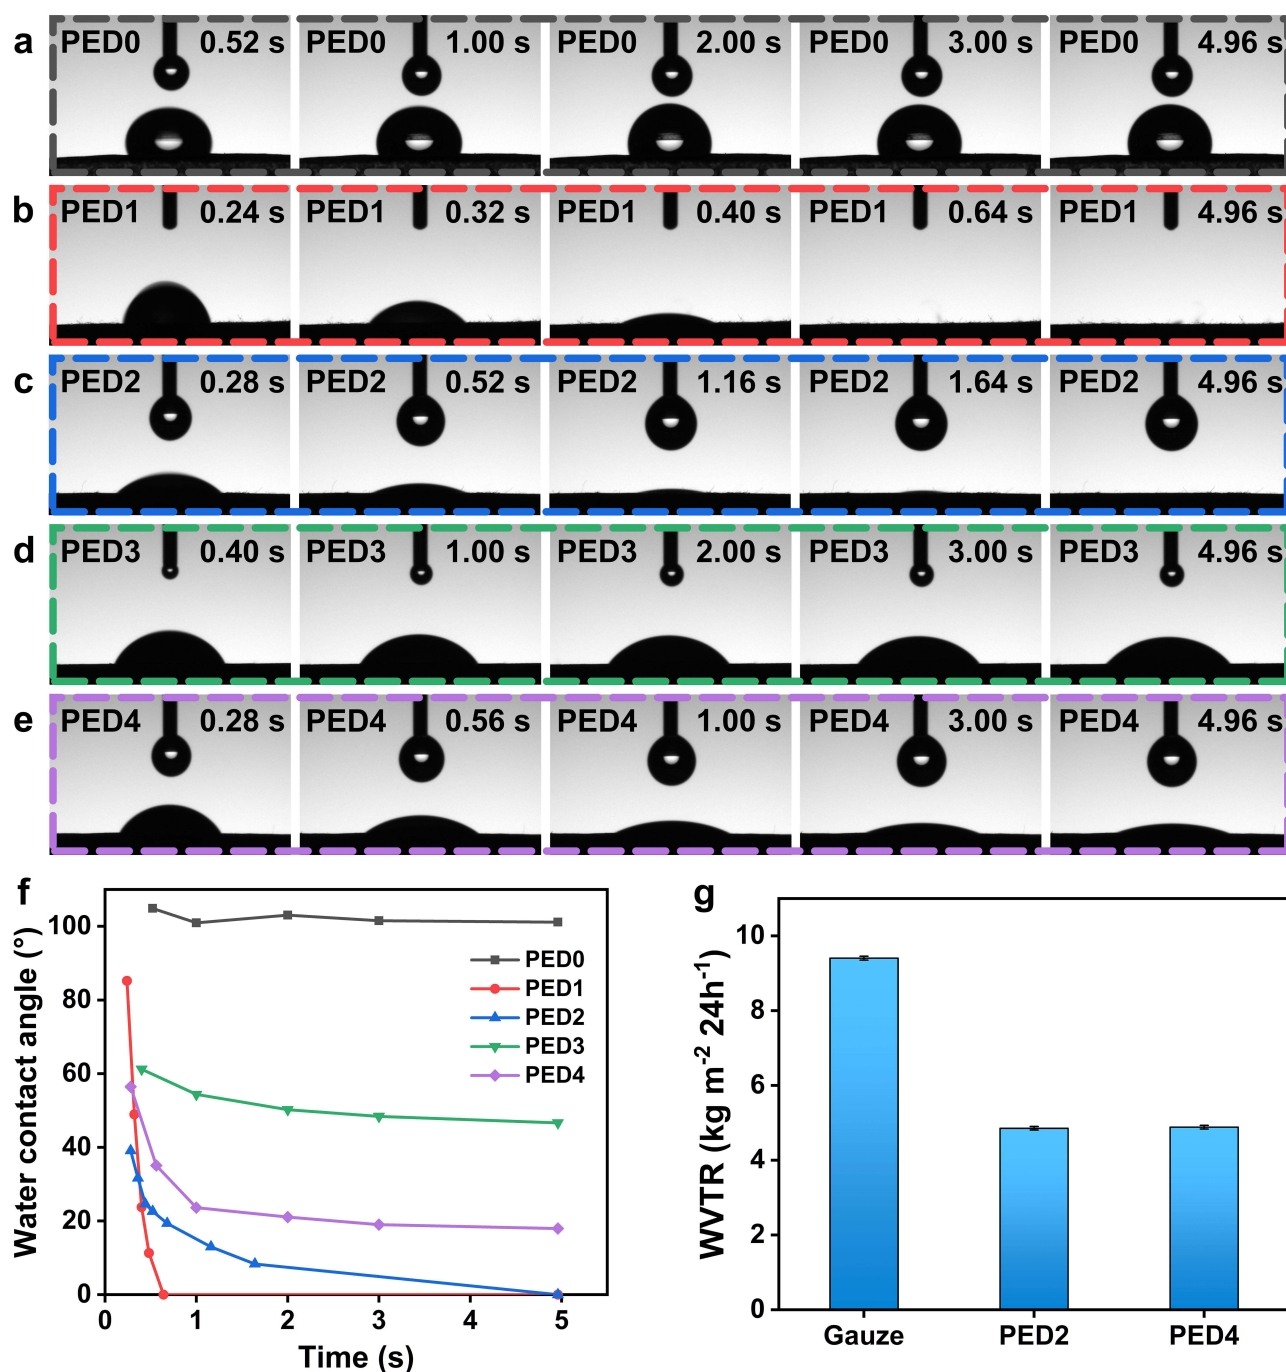 a PED0 0.52 s PED0 1.00 s PED0 2.00 s PED0 3.00 s PED0 4.96 s
b PED1 0.24 s PED1 0.32 s PED1 0.40 s PED1 0.64 s PED1 4.96 s
c PED2 0.28 s PED2 0.52 s PED2 1.16 s PED2 1.64 s PED2 4.96 s
d PED3 0.40 s PED3 1.00 s PED3 2.00 s PED3 3.00 s PED3 4.96 s
e PED4 0.28 s PED4 0.56 s PED4 1.00 s PED4 3.00 s PED4 4.96 s
f
Water contact angle (°)
100
80
60
40
20
0
0 1 2 3 4 5
Time (s)
PED0
PED1
PED2
PED3
PED4
g
WVTR (kg m⁻² 24h⁻¹)
10
8
6
4
2
0
Gauze PED2 PED4